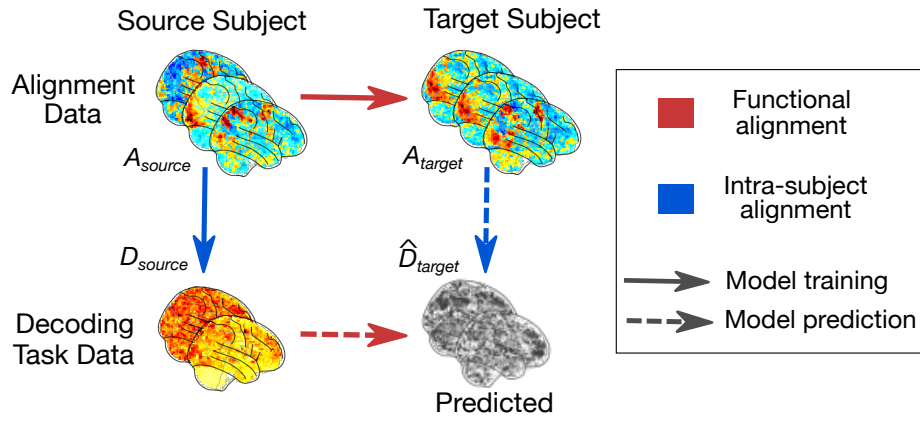 Source Subject
Target Subject
Alignment
Data
A_source
A_target
D_source
D̂_target
Decoding
Task Data
Predicted
Functional
alignment
Intra-subject
alignment
Model training
Model prediction